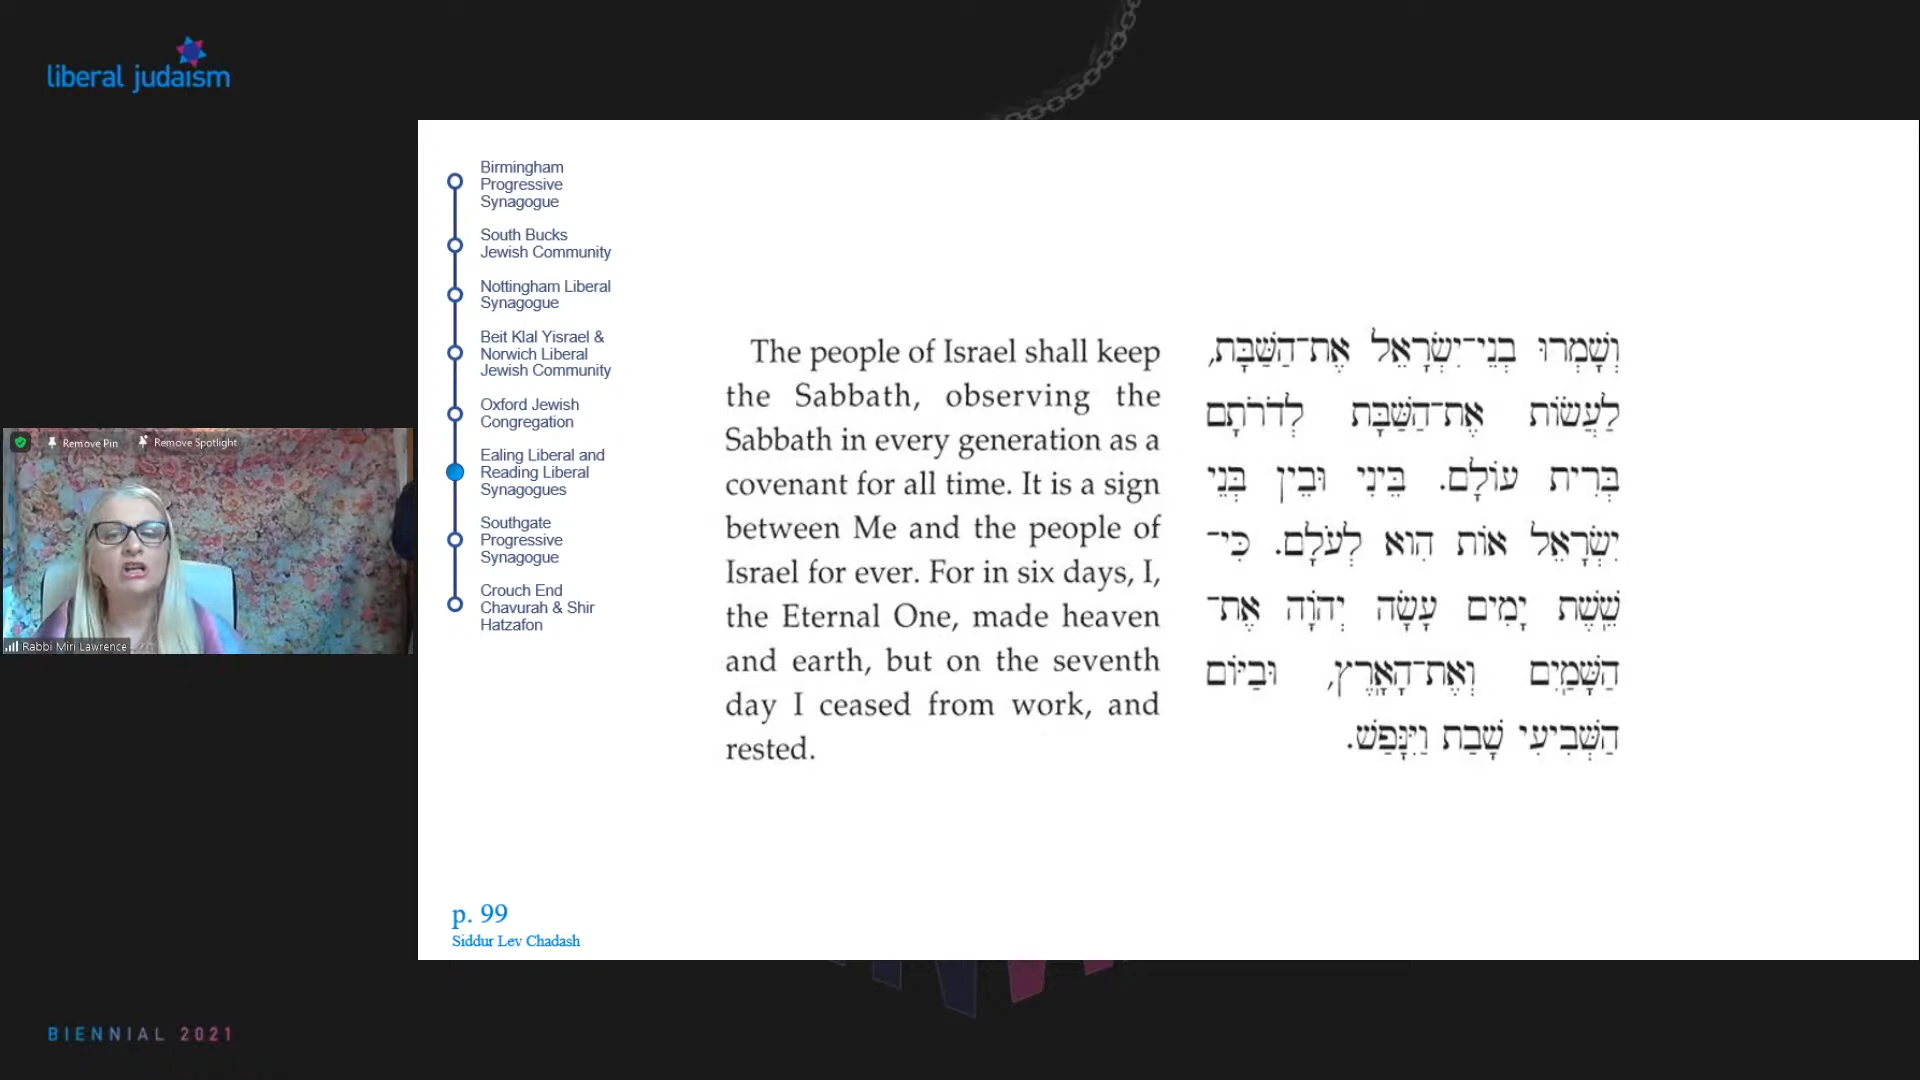 liberal judaism
Birmingham
Progressive
Synagogue
South Bucks
Jewish Community
Nottingham Liberal
Synagogue
Beit Klal Yisrael &
Norwich Liberal
Jewish Community
Oxford Jewish
Congregation
Ealing Liberal and
Reading Liberal
Synagogues
Southgate
Progressive
Synagogue
Crouch End
Chavurah & Shir
Hatzafon
The people of Israel shall keep
the Sabbath, observing the
Sabbath in every generation as a
covenant for all time. It is a sign
between Me and the people of
Israel for ever. For in six days, I,
the Eternal One, made heaven
and earth, but on the seventh
day I ceased from work, and
rested.
וְשָׁמְרוּ בְנֵי־יִשְׂרָאֵל אֶת־הַשַּׁבָּת,
לַעֲשׂוֹת אֶת־הַשַּׁבָּת לְדֹרֹתָם
בְּרִית עוֹלָם. בֵּינִי וּבֵין בְּנֵי
יִשְׂרָאֵל אוֹת הִוא לְעֹלָם. כִּי־
שֵׁשֶׁת יָמִים עָשָׂה יְהֹוָה אֶת־
הַשָּׁמַיִם וְאֶת־הָאָרֶץ, וּבַיּוֹם
הַשְּׁבִיעִי שָׁבַת וַיִּנָּפַשׁ.
Remove Pin Remove Spotlight
Rabbi Miri Lawrence
p. 99
Siddur Lev Chadash
BIENNIAL 2021